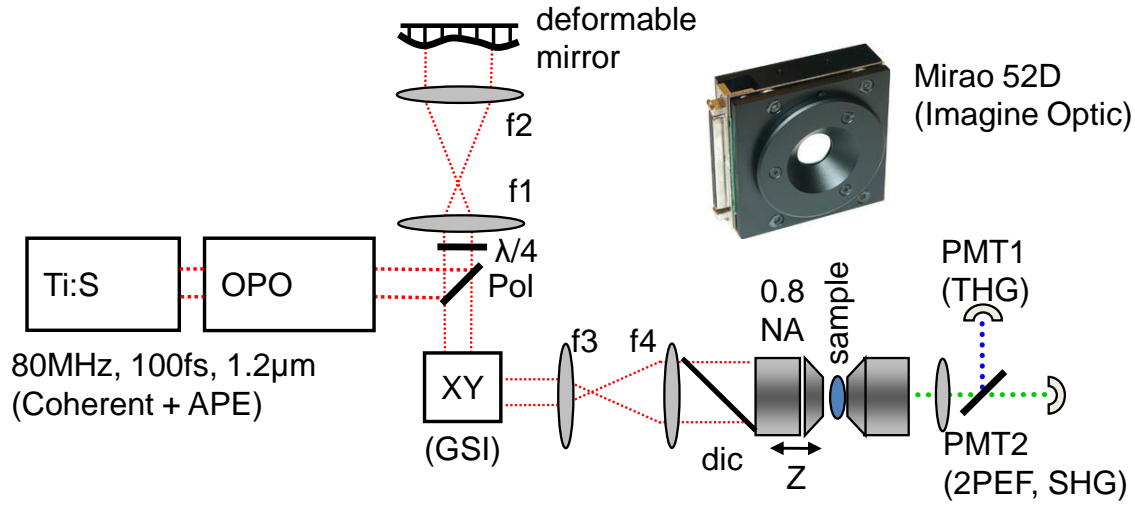 deformable
mirror
Mirao 52D
(Imagine Optic)
f2
f1
λ/4
Pol
Ti:S
OPO
80MHz, 100fs, 1.2µm
(Coherent + APE)
XY
(GSI)
f3
f4
dic
0.8
NA
Z
sample
PMT1
(THG)
PMT2
(2PEF, SHG)